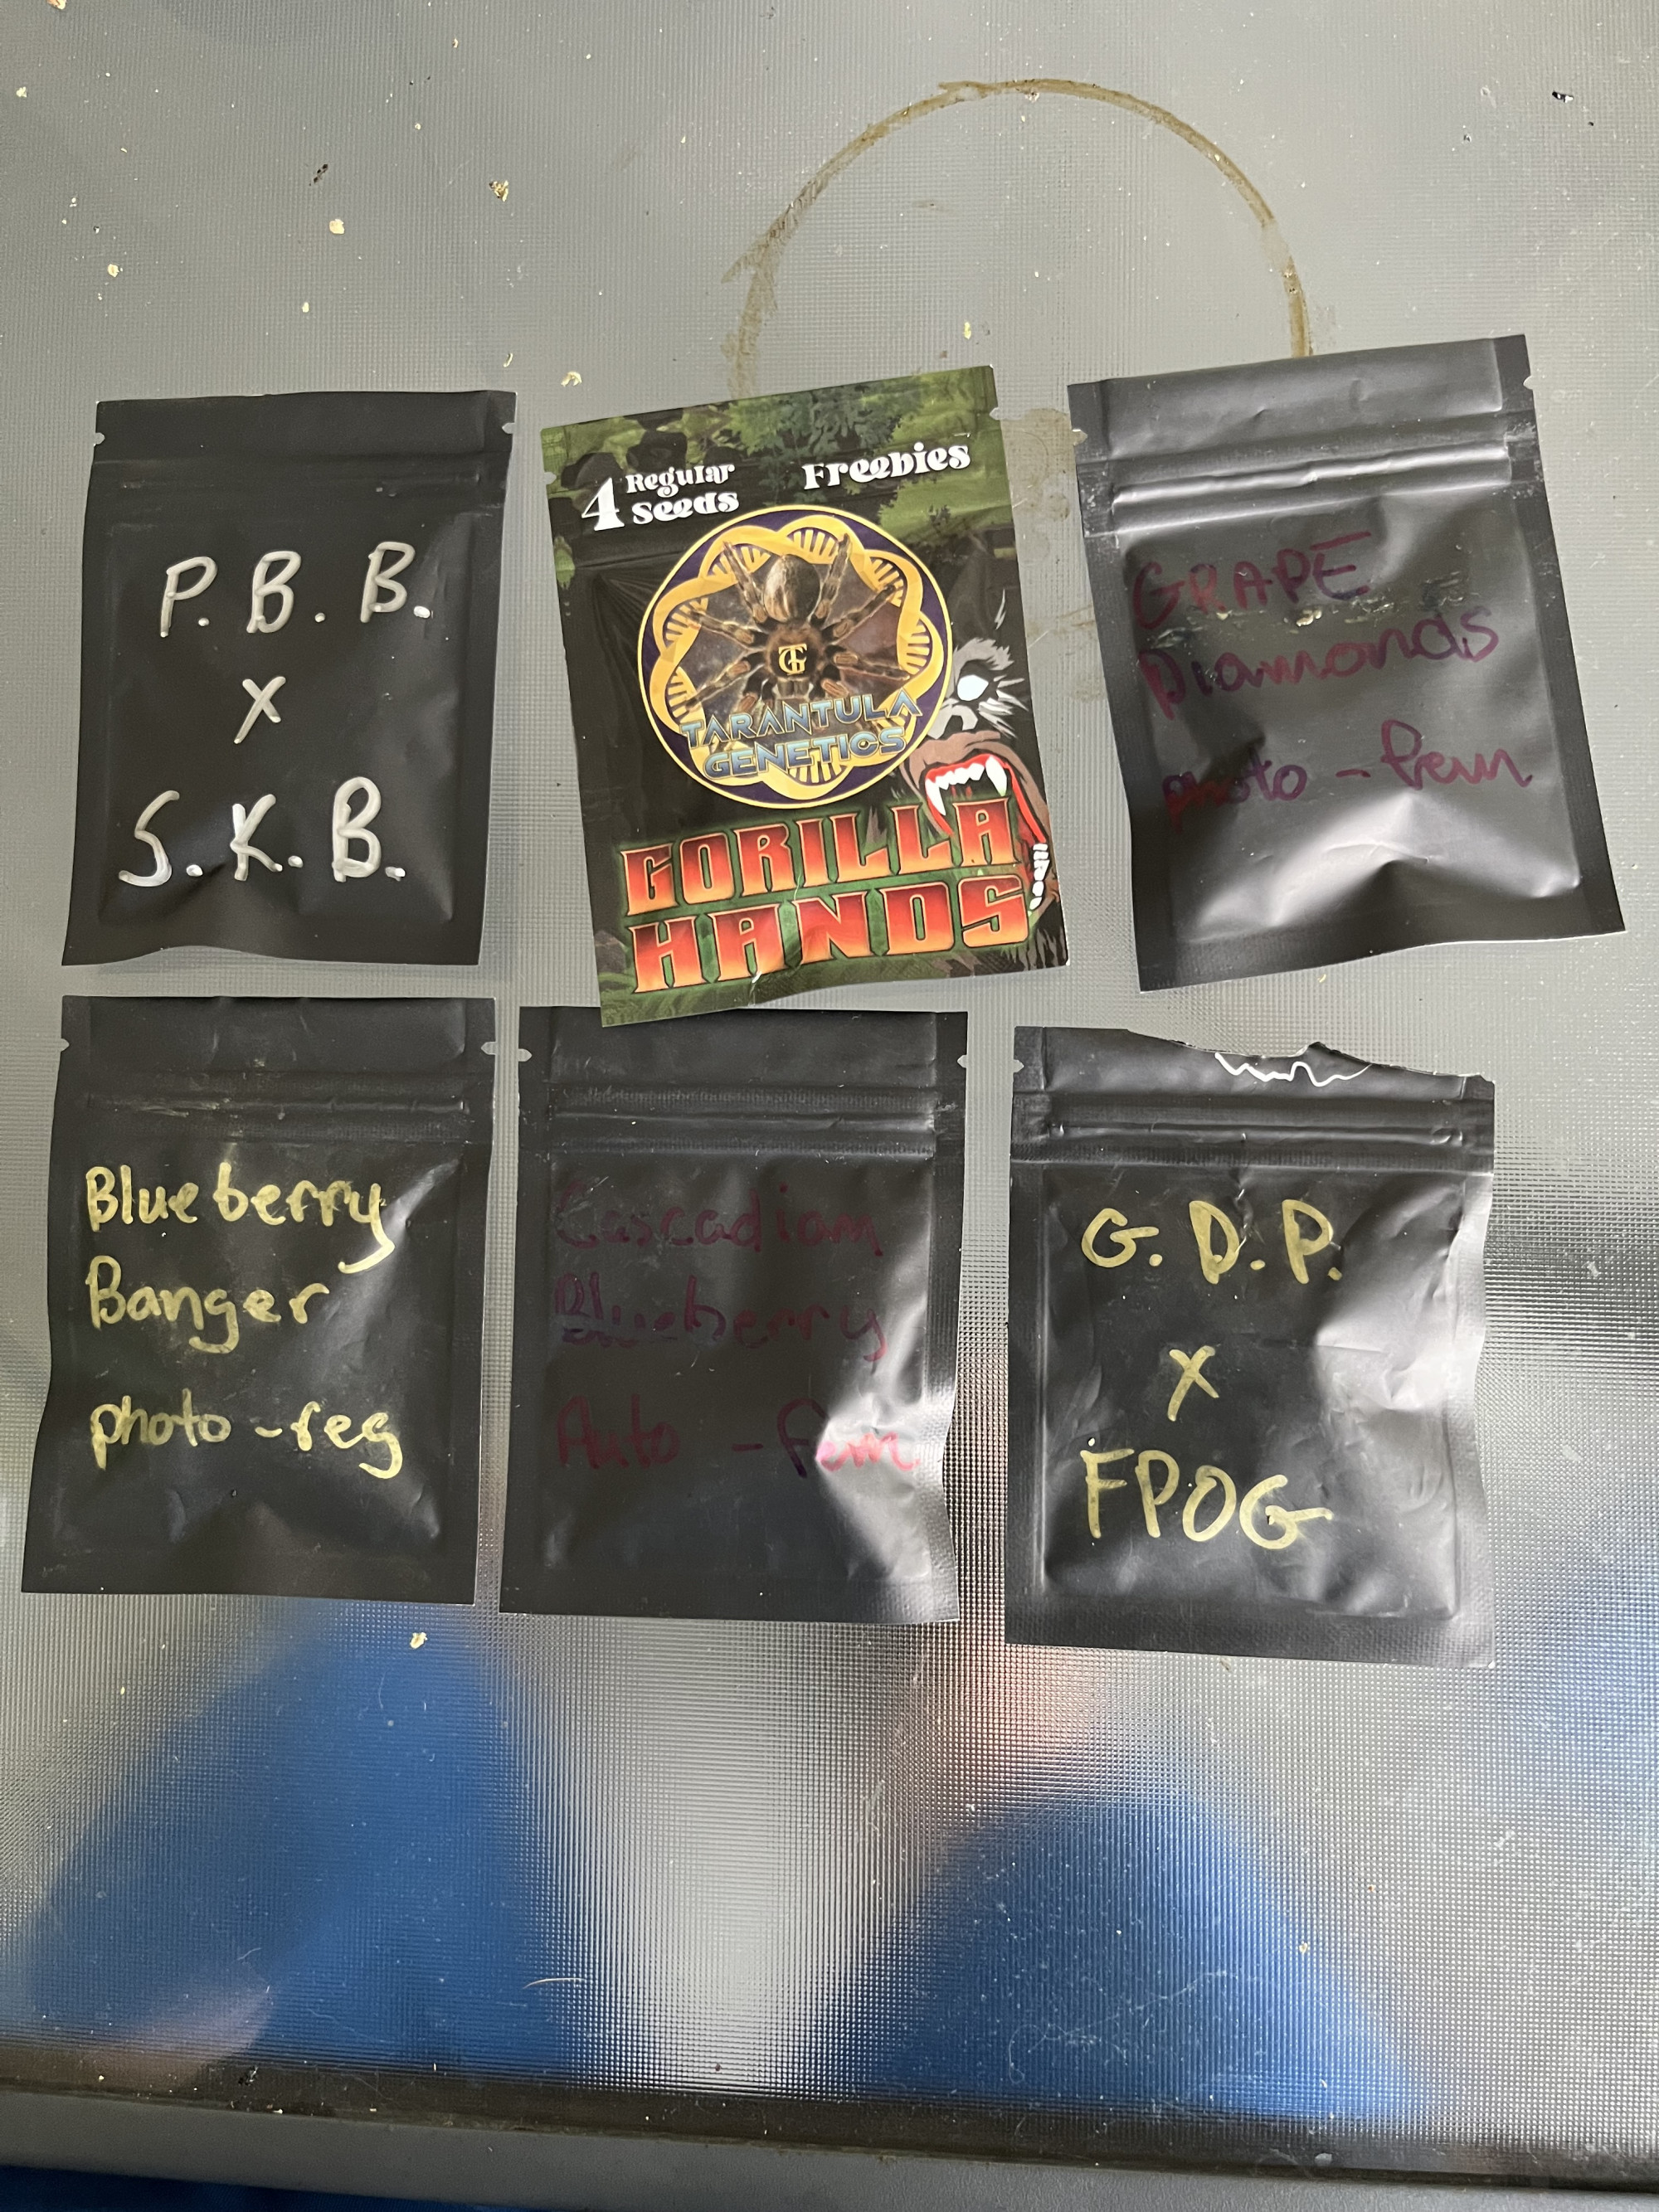 P. B. B.
X
S. K. B.
4 Regular Seeds
Freebies
TG
TARANTULA
GENETICS
GORILLA
HANDS
GRAPE
Diamonds
photo - fem
Blueberry
Banger
photo - reg
Cascadiam
Blueberry
Auto - fem
G. D. P.
X
FPOG